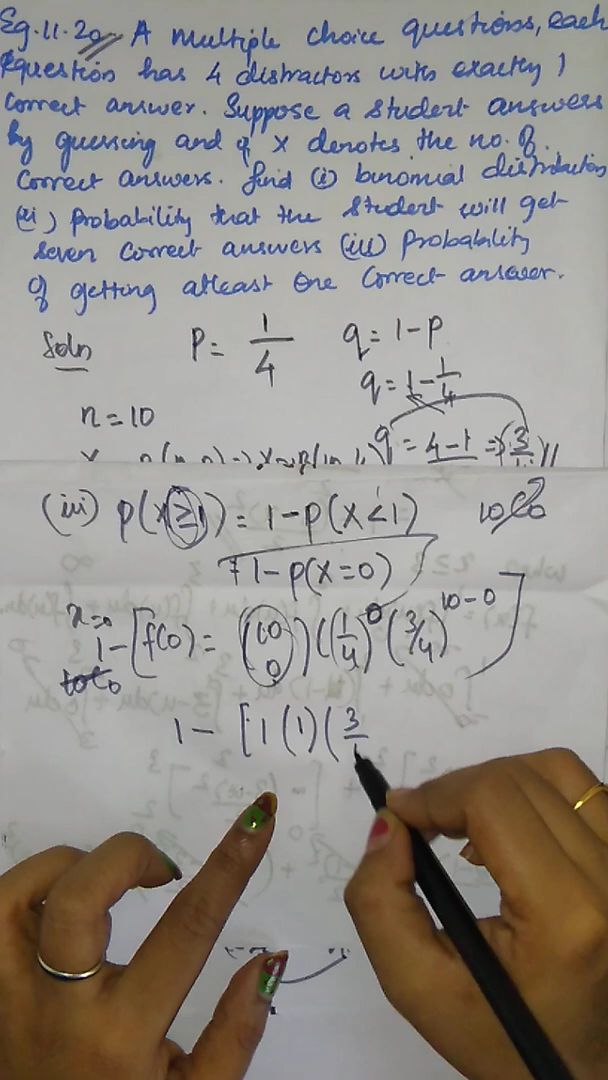 Eg.11.20 A multiple choice questions, each
question has 4 distractors with exactly 1
correct answer. Suppose a student answers
by guessing and if X denotes the no. of
correct answers. find (i) binomial distribution
(ii) Probability that the student will get
seven correct answers (iii) Probability
of getting atleast one correct answer.
Soln P = 1/4 q = 1-P
q = 1-1/4
n = 10
q = 4-1
(iii) P(X≥1) = 1-P(X<1) 10C0
1-P(X=0)
x=0
1-[f(0) = (10 0)(1/4)^0 (3/4)^10-0]
10C0
1-[1(1)(3